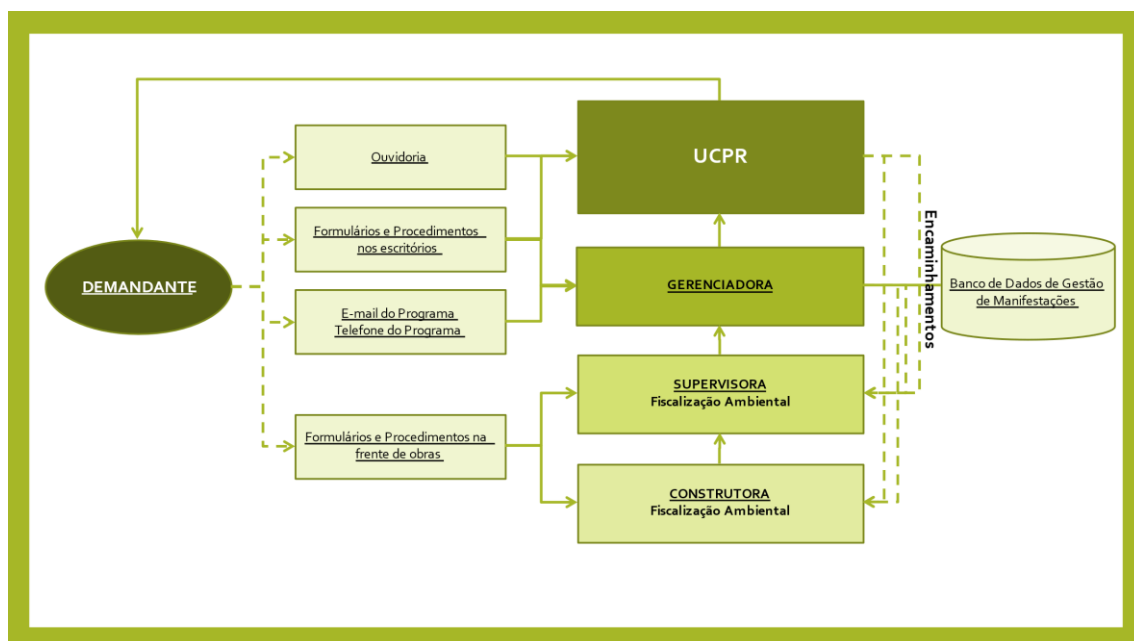 DEMANDANTE
Ouvidoria
Formulários e Procedimentos
nos escritórios
E-mail do Programa
Telefone do Programa
Formulários e Procedimentos na
frente de obras
UCPR
GERENCIADORA
SUPERVISORA
Fiscalização Ambiental
CONSTRUTORA
Fiscalização Ambiental
Encaminhamentos
Banco de Dados de Gestão
de Manifestações